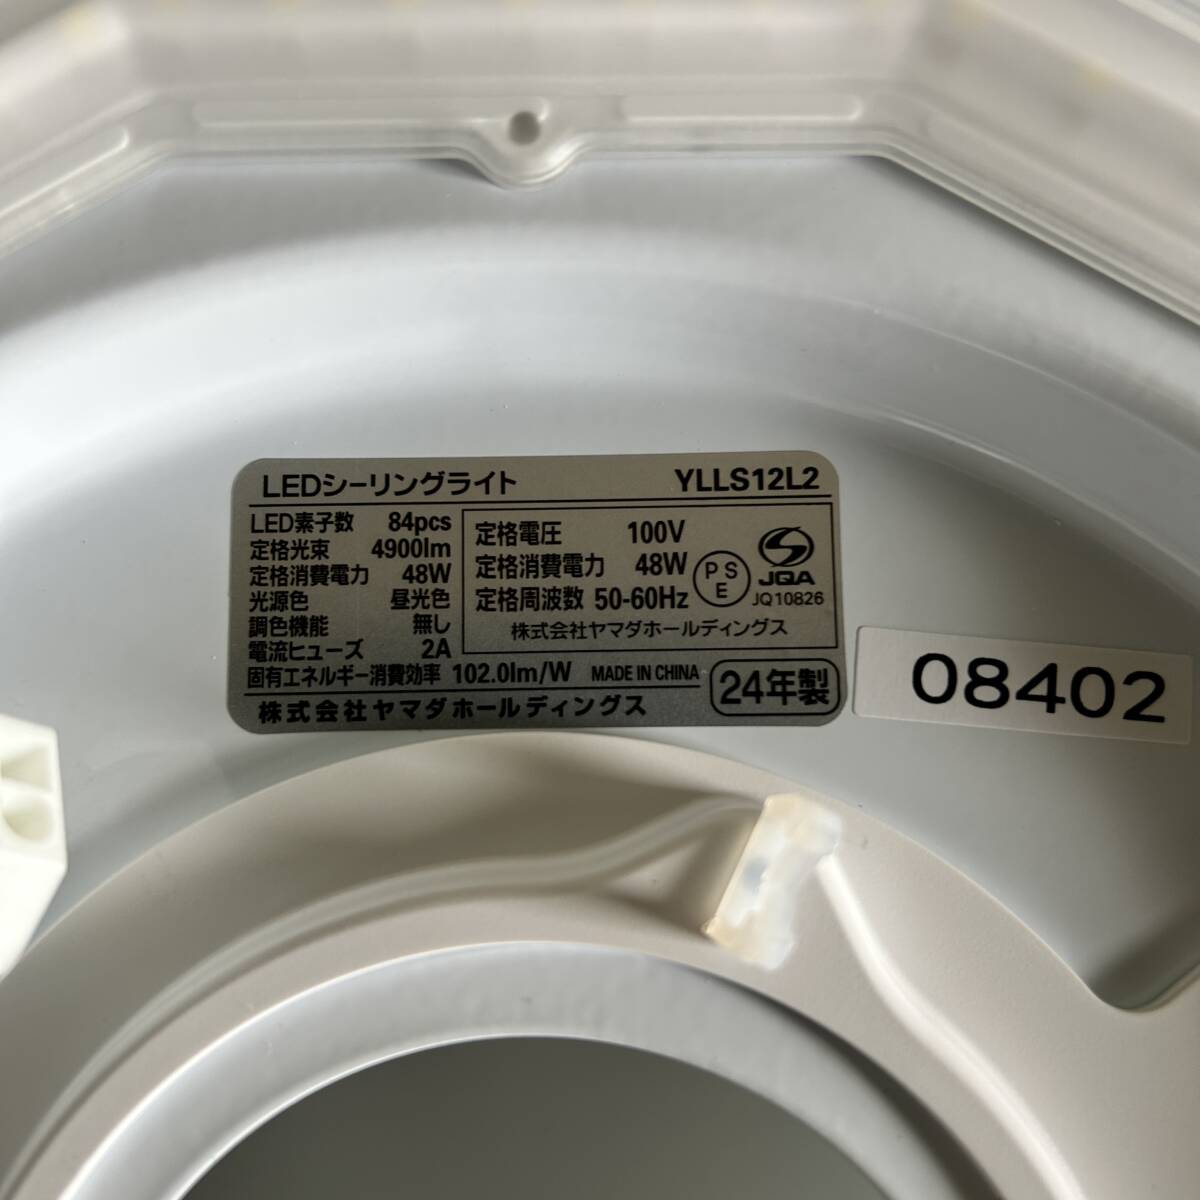 LEDシーリングライト YLLS12L2
LED素子数 84pcs
定格光束 4900lm
定格消費電力 48W
光源色 昼光色
調色機能 無し
電流ヒューズ 2A
固有エネルギー消費効率 102.0lm/W MADE IN CHINA
株式会社ヤマダホールディングス
定格電圧 100V
定格消費電力 48W
定格周波数 50-60Hz
株式会社ヤマダホールディングス
PS
E
JQA
JQ10826
24年製
08402